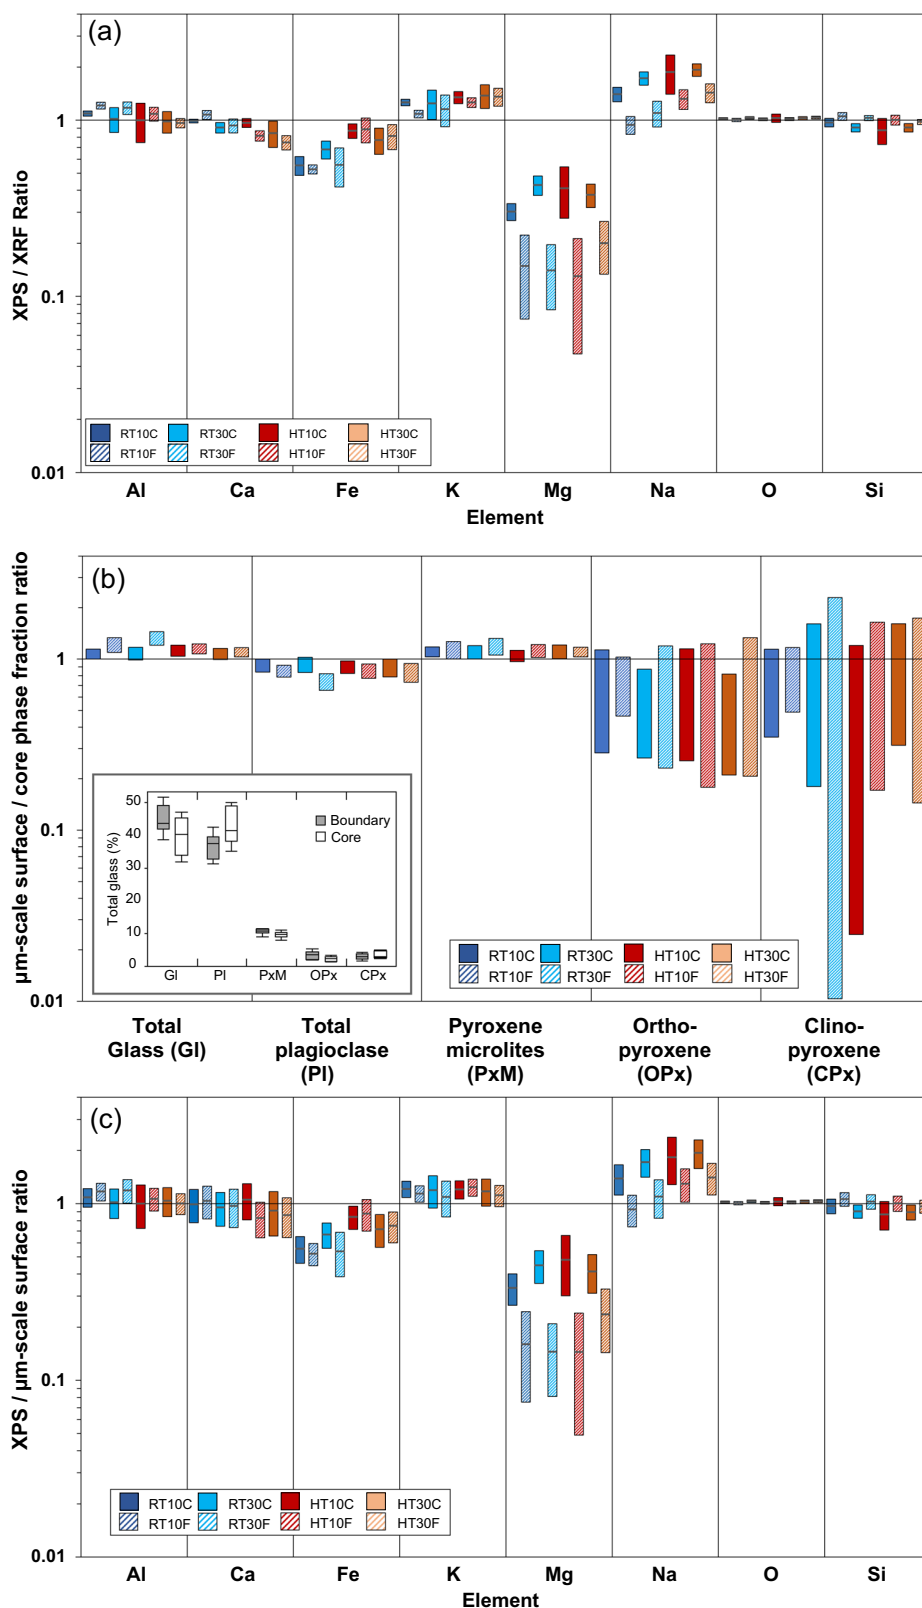 (a)
XPS / XRF Ratio
1
0.1
0.01
RT10C RT30C HT10C HT30C
RT10F RT30F HT10F HT30F
Al Ca Fe K Mg Na O Si
Element
(b)
µm-scale surface / core phase fraction ratio
1
0.1
0.01
Total glass (%)
50
40
30
20
10
0
Boundary
Core
Gl Pl PxM OPx CPx
RT10C RT30C HT10C HT30C
RT10F RT30F HT10F HT30F
Total Glass (Gl)
Total plagioclase (Pl)
Pyroxene microlites (PxM)
Ortho-pyroxene (OPx)
Clino-pyroxene (CPx)
(c)
XPS / µm-scale surface ratio
1
0.1
0.01
RT10C RT30C HT10C HT30C
RT10F RT30F HT10F HT30F
Al Ca Fe K Mg Na O Si
Element